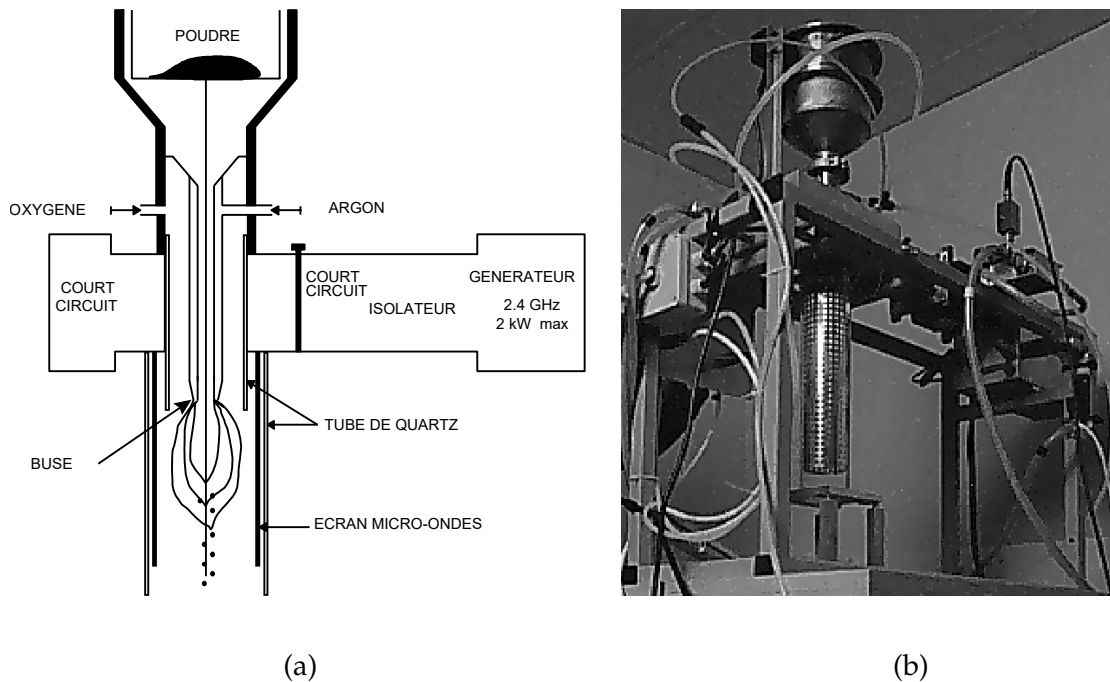 POUDRE
OXYGENE
ARGON
COURT
CIRCUIT
COURT
CIRCUIT
ISOLATEUR
GENERATEUR
2.4 GHz
2 kW max
TUBE DE QUARTZ
BUSE
ECRAN MICRO-ONDES
(a)
(b)